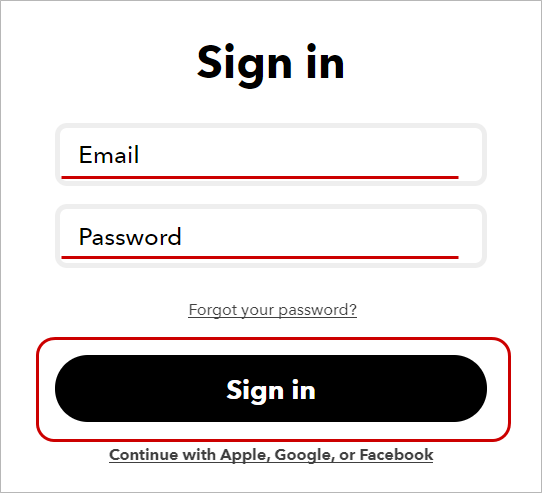 Sign in
Email
Password
Forgot your password?
Sign in
Continue with Apple, Google, or Facebook